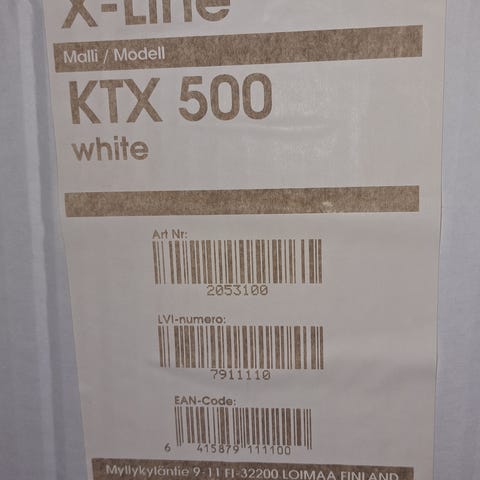 X-Line
Malli / Modell
KTX 500
white
Art Nr:
2053100
LVI-numero:
7911110
EAN-Code:
6 415879 111100
Myllykyläntie 9-11 FI-32200 LOIMAA FINLAND